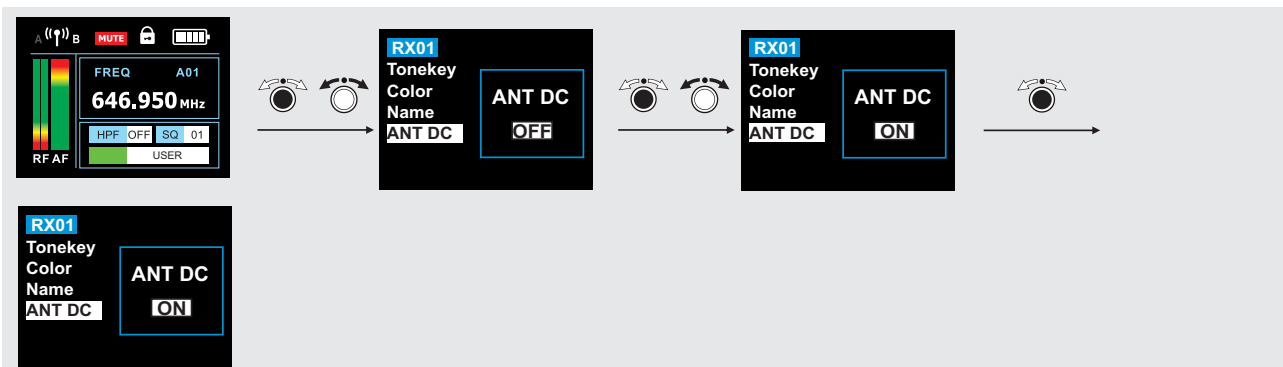 A B MUTE
FREQ A01
646.950 MHz
HPF OFF SQ 01
USER
RF AF
RX01
Tonekey
Color
Name
ANT DC
ANT DC
OFF
RX01
Tonekey
Color
Name
ANT DC
ANT DC
ON
RX01
Tonekey
Color
Name
ANT DC
ANT DC
ON